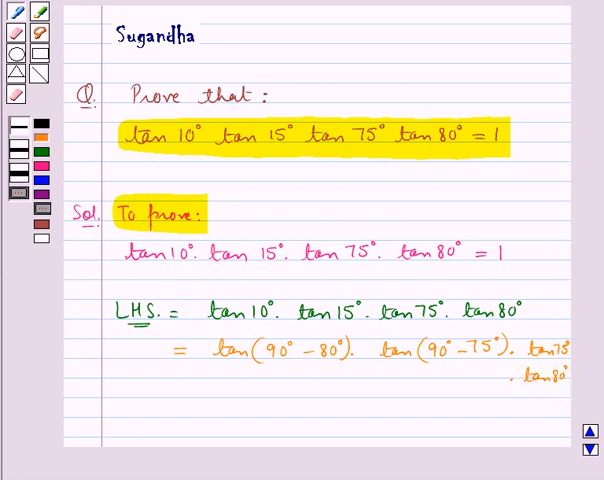 Sugandha
Q. Prove that :
tan 10° tan 15° tan 75° tan 80° = 1
Sol. To prove:
tan 10°. tan 15°. tan 75°. tan 80° = 1
LHS. = tan 10°. tan 15°. tan 75°. tan 80°
= tan (90° - 80°). tan (90° - 75°). tan 75°
. tan 80°